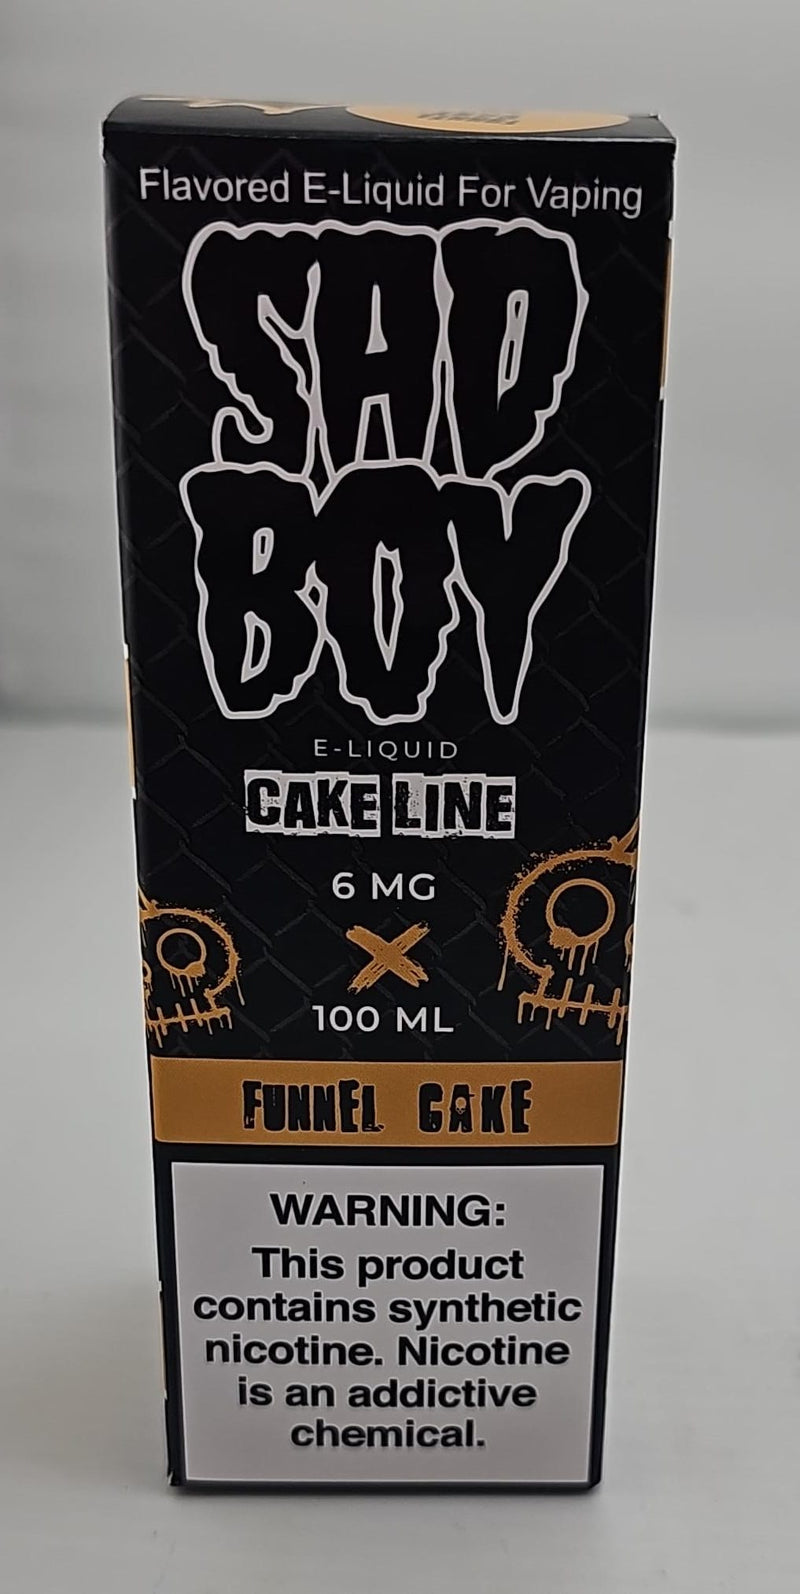 Flavored E-Liquid For Vaping
SAD
BOY
E-LIQUID
CAKE LINE
6 MG
X
100 ML
FUNNEL CAKE
WARNING:
This product
contains synthetic
nicotine. Nicotine
is an addictive
chemical.